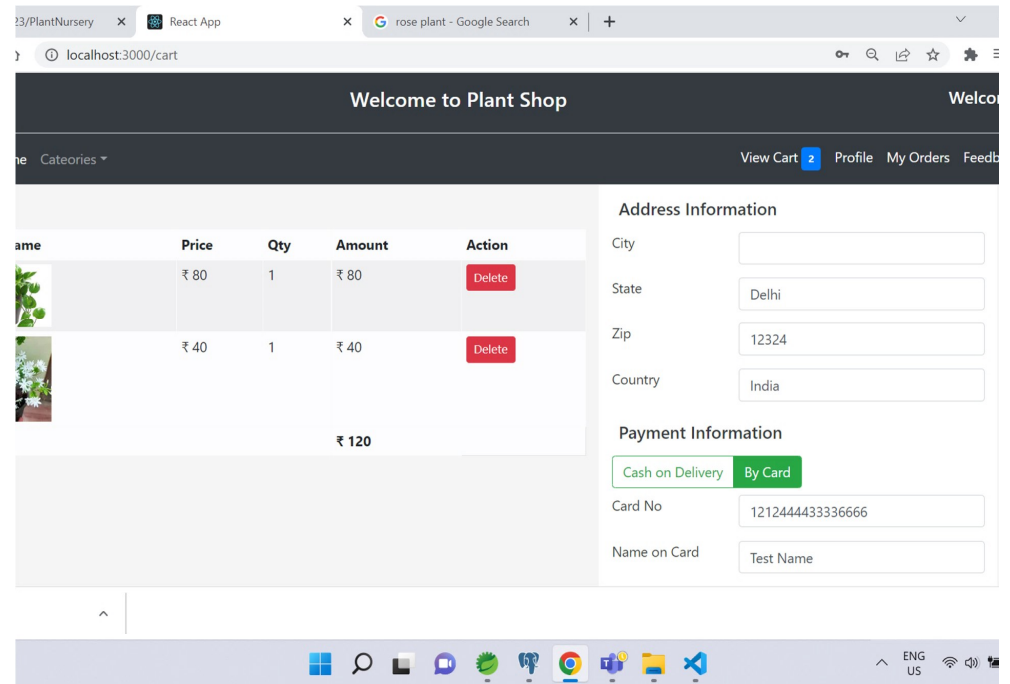 23/PlantNursery
React App
rose plant - Google Search
localhost:3000/cart
Welcome to Plant Shop
Welco
ne Cateories
View Cart 2 Profile My Orders Feedb
Address Information
ame Price Qty Amount Action
City
₹ 80 1 ₹ 80 Delete
State Delhi
Zip 12324
₹ 40 1 ₹ 40 Delete
Country India
Payment Information
₹ 120
Cash on Delivery By Card
Card No 1212444433336666
Name on Card Test Name
ENG
US